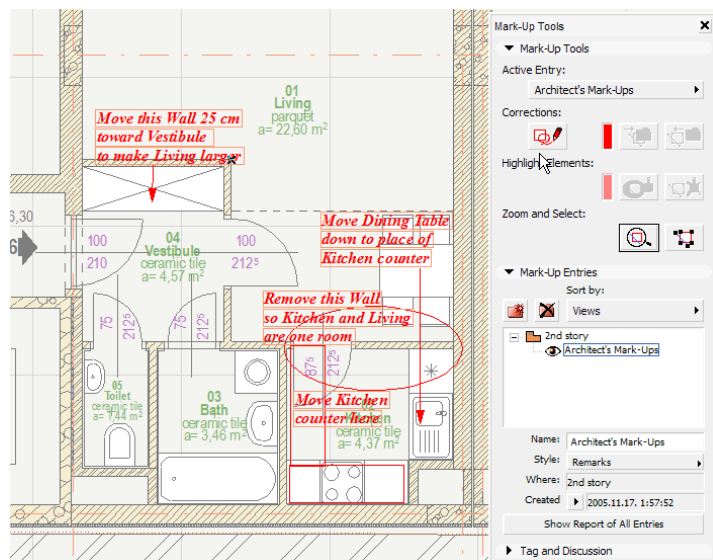 01
Living
parquet
a= 22,60 m²
Move this Wall 25 cm
toward Vestibule
to make Living larger
6,30
6
100
210
04
Vestibule
ceramic tile
a= 4,57 m²
100
212⁵
Move Dining Table
down to place of
Kitchen counter
Remove this Wall
so Kitchen and Living
are one room
75
212⁵
75
212⁵
87⁵
212⁵
05
Toilet
ceramic tile
a= 1,44 m²
03
Bath
ceramic tile
a= 3,46 m²
Move Kitchen
counter here
ceramic tile
a= 4,37 m²
Mark-Up Tools
Mark-Up Tools
Active Entry:
Architect's Mark-Ups
Corrections:
Highlight Elements:
Zoom and Select:
Mark-Up Entries
Sort by:
Views
2nd story
Architect's Mark-Ups
Name: Architect's Mark-Ups
Style: Remarks
Where: 2nd story
Created 2005.11.17. 1:57:52
Show Report of All Entries
Tag and Discussion